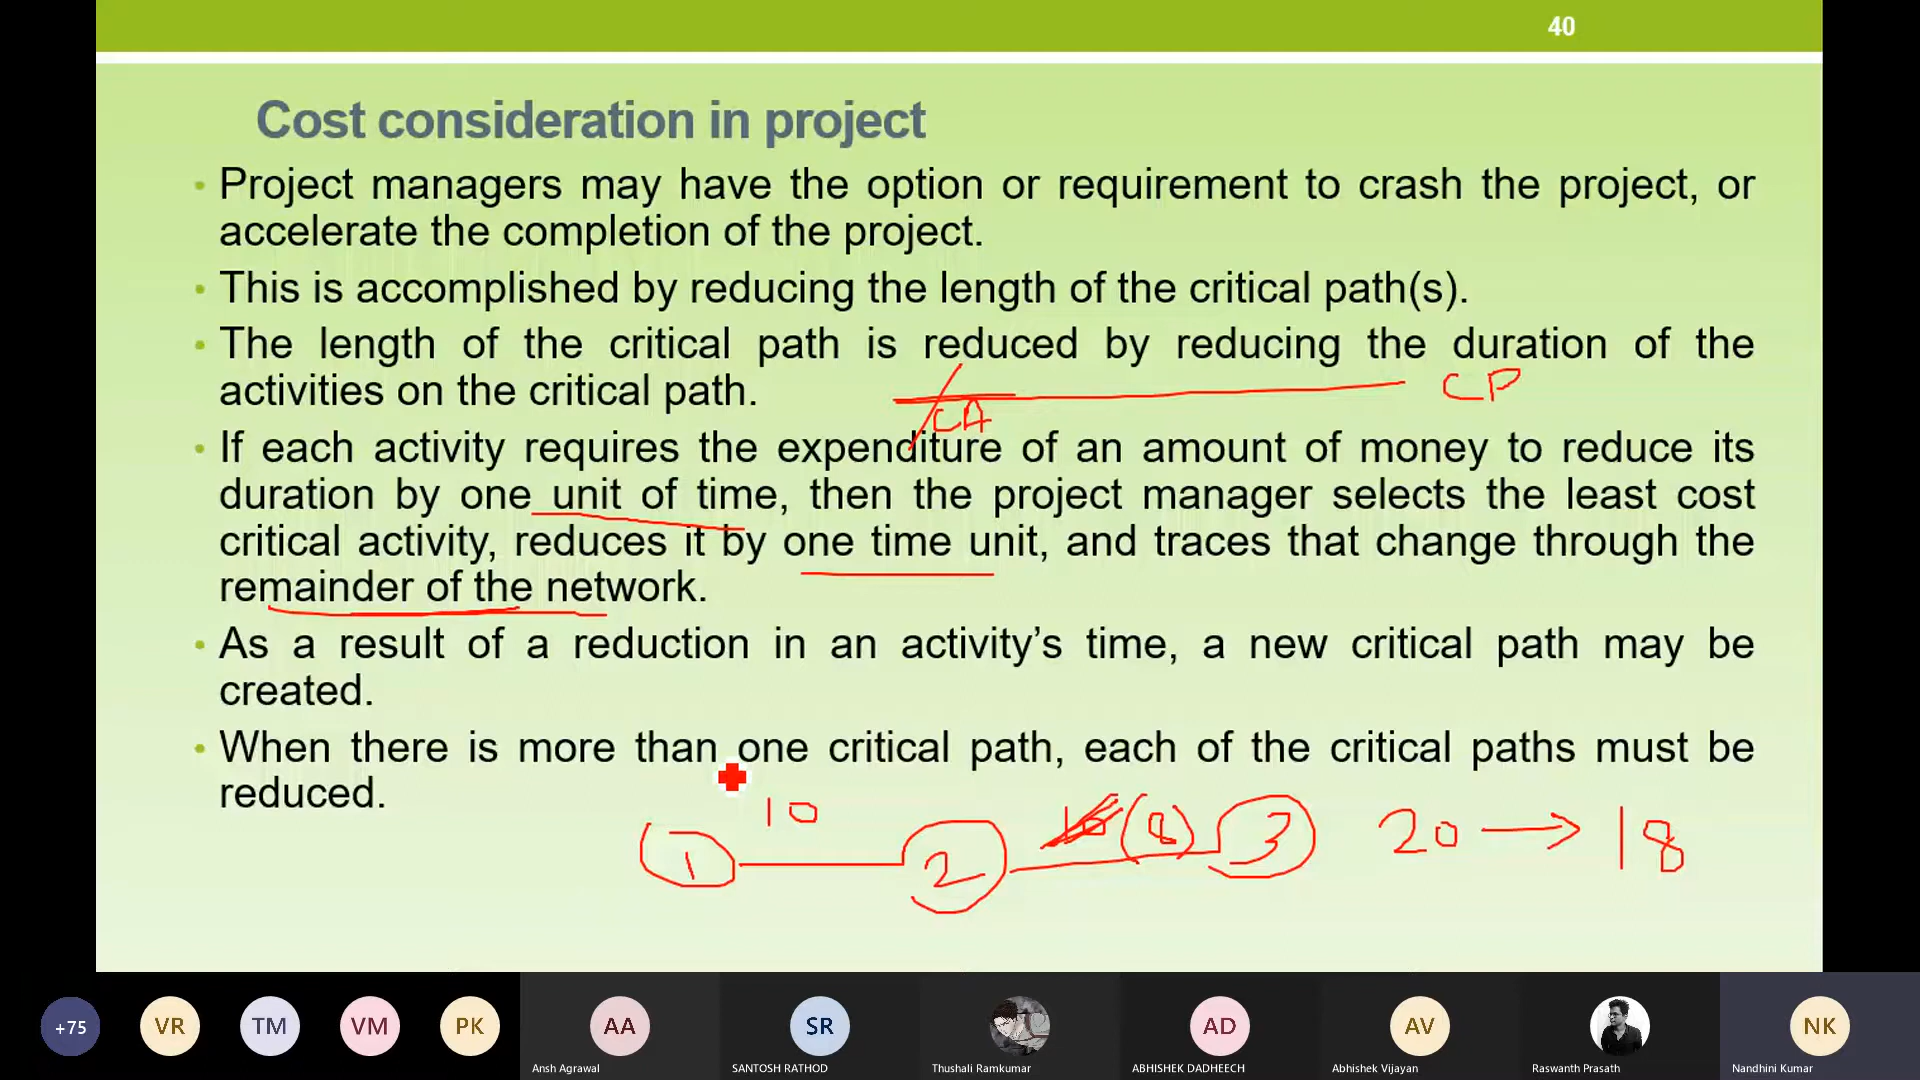 40
Cost consideration in project
• Project managers may have the option or requirement to crash the project, or
accelerate the completion of the project.
• This is accomplished by reducing the length of the critical path(s).
• The length of the critical path is reduced by reducing the duration of the
activities on the critical path.
CP
CA
• If each activity requires the expenditure of an amount of money to reduce its
duration by one unit of time, then the project manager selects the least cost
critical activity, reduces it by one time unit, and traces that change through the
remainder of the network.
• As a result of a reduction in an activity's time, a new critical path may be
created.
• When there is more than one critical path, each of the critical paths must be
reduced.
10 10 (8)
1 2 3 20 → 18
+75 VR TM VM PK AA SR AD AV NK
Ansh Agrawal SANTOSH RATHOD Thushali Ramkumar ABHISHEK DADHEECH Abhishek Vijayan Raswanth Prasath Nandhini Kumar